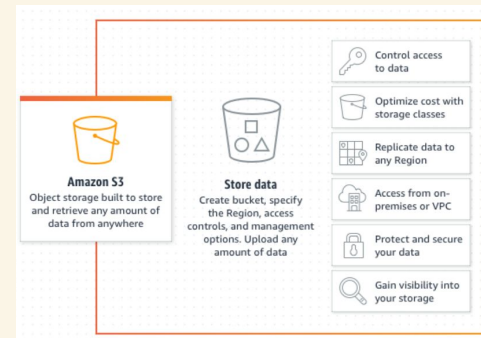 Amazon S3
Object storage built to store
and retrieve any amount of
data from anywhere
Store data
Create bucket, specify
the Region, access
controls, and management
options. Upload any
amount of data
Control access
to data
Optimize cost with
storage classes
Replicate data to
any Region
Access from on-
premises or VPC
Protect and secure
your data
Gain visibility into
your storage